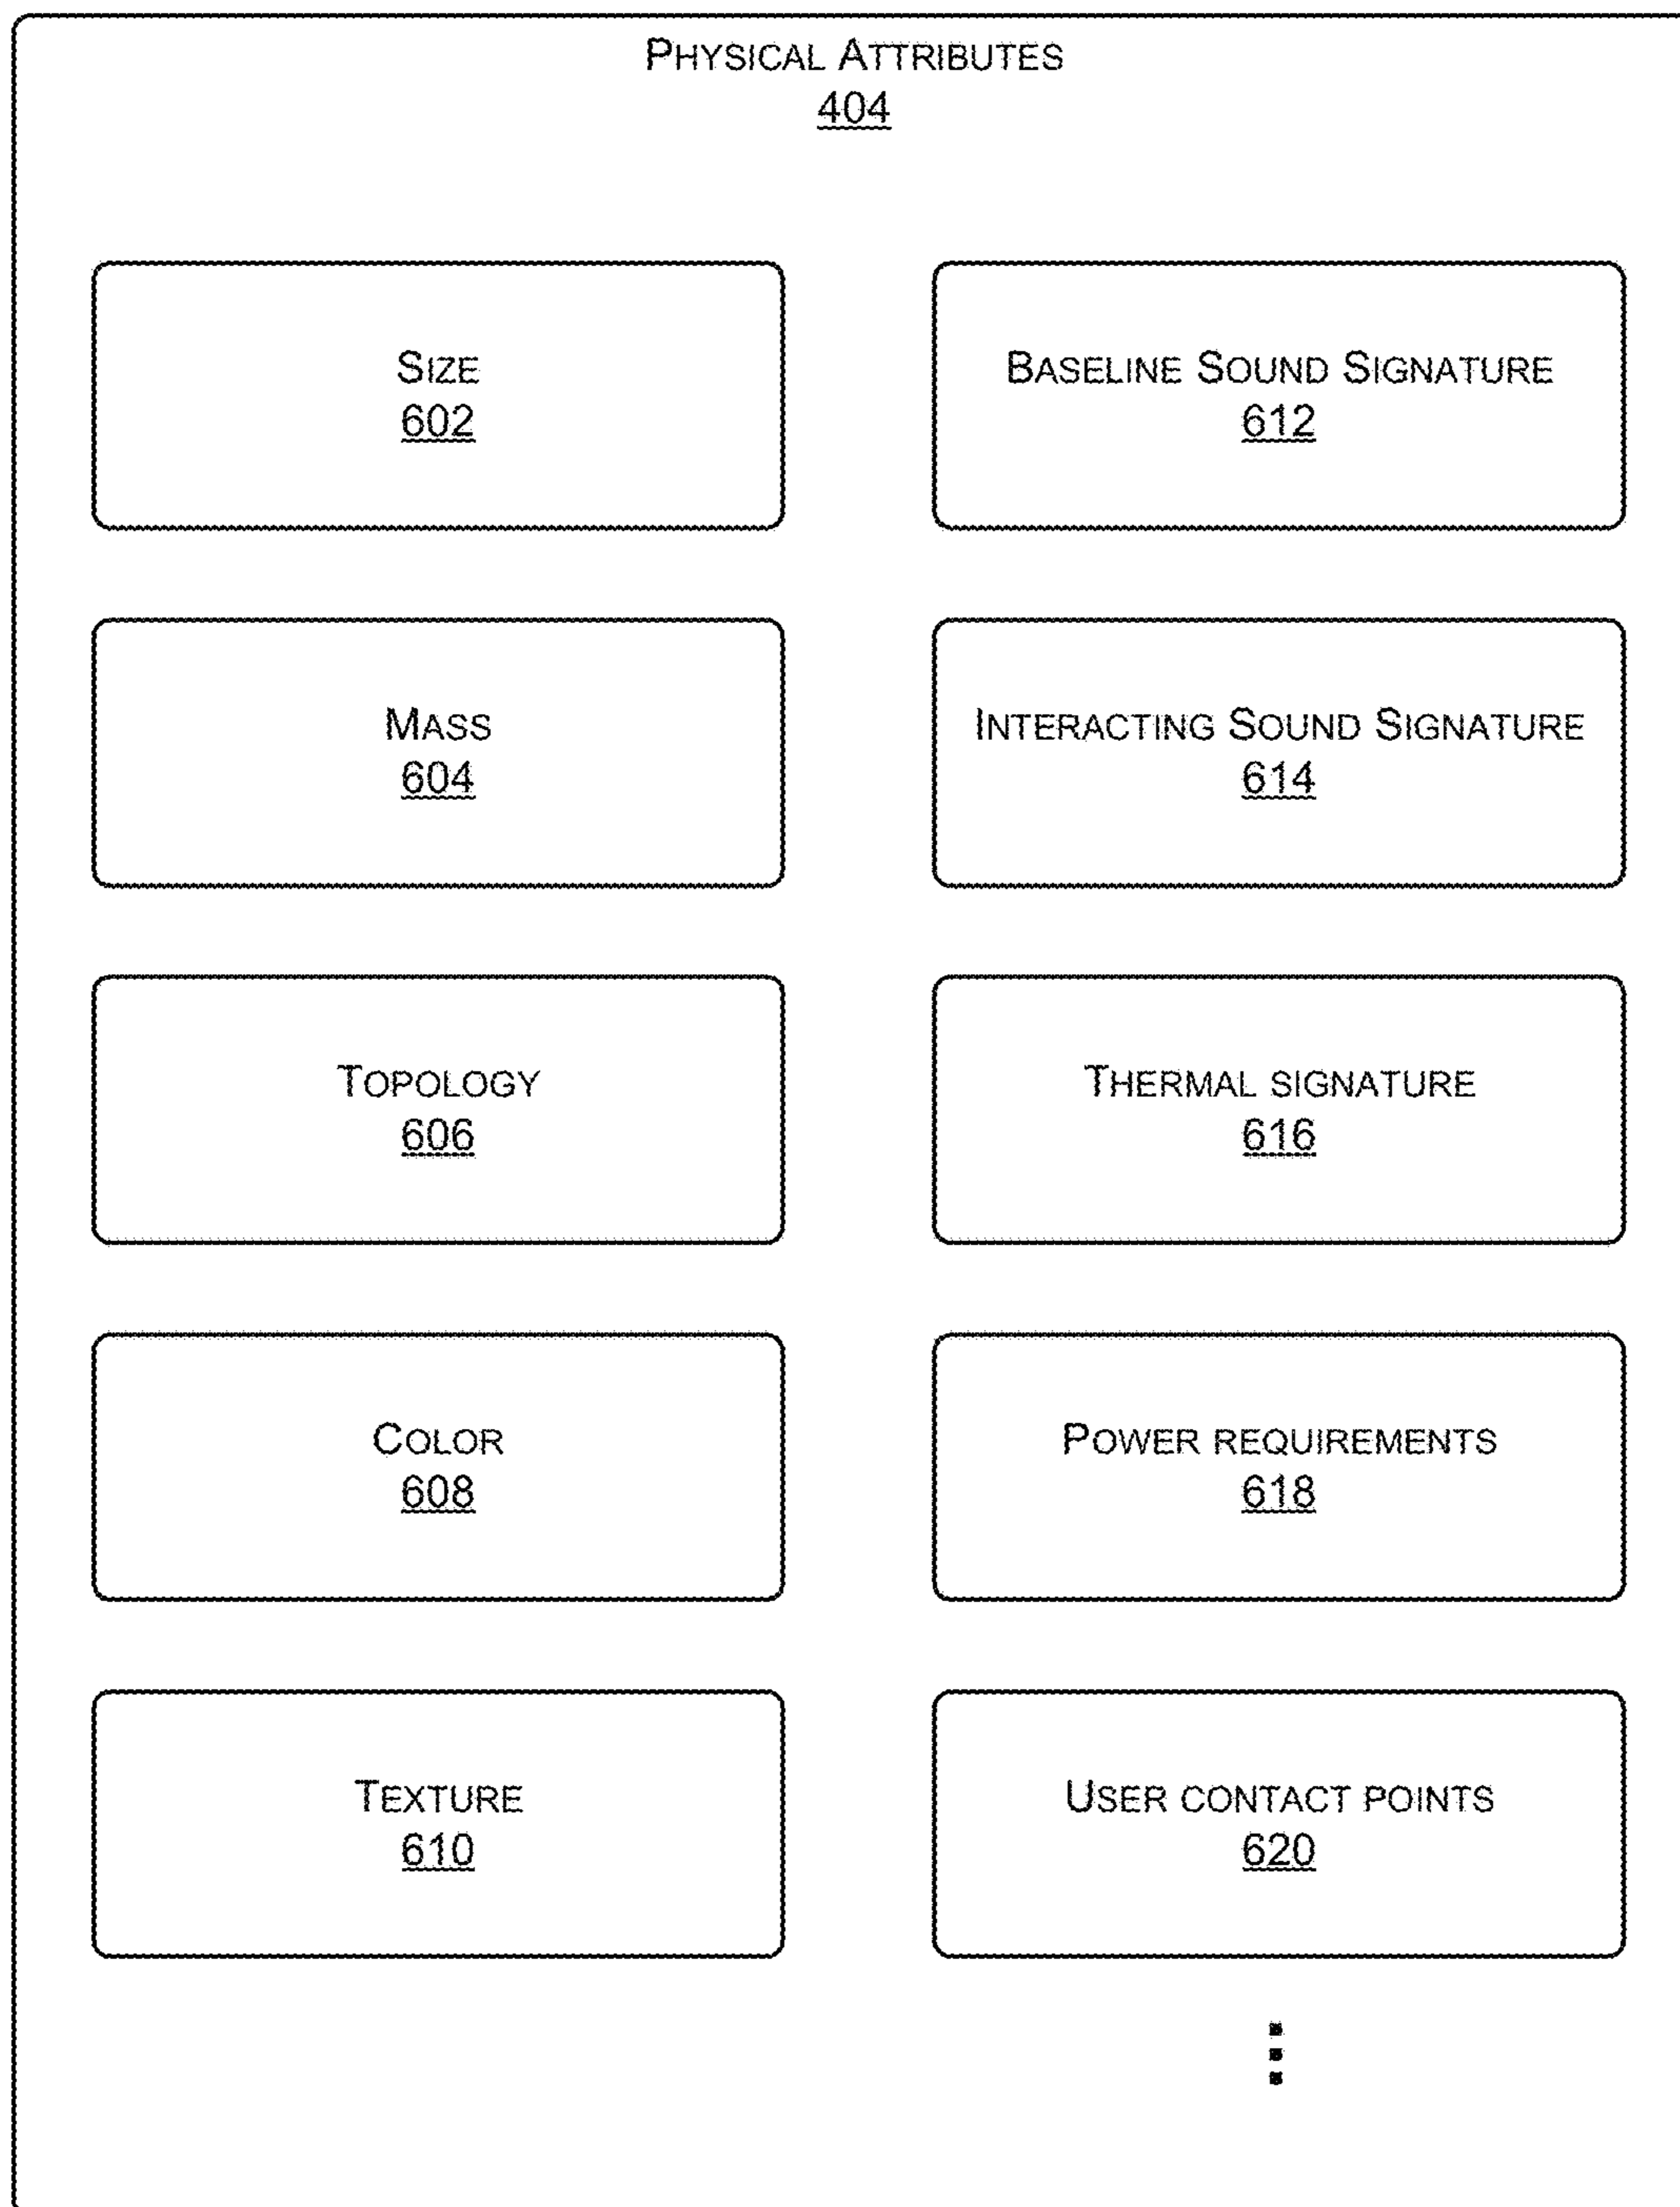 PHYSICAL ATTRIBUTES
404
SIZE
602
BASELINE SOUND SIGNATURE
612
MASS
604
INTERACTING SOUND SIGNATURE
614
TOPOLOGY
606
THERMAL SIGNATURE
616
COLOR
608
POWER REQUIREMENTS
618
TEXTURE
610
USER CONTACT POINTS
620